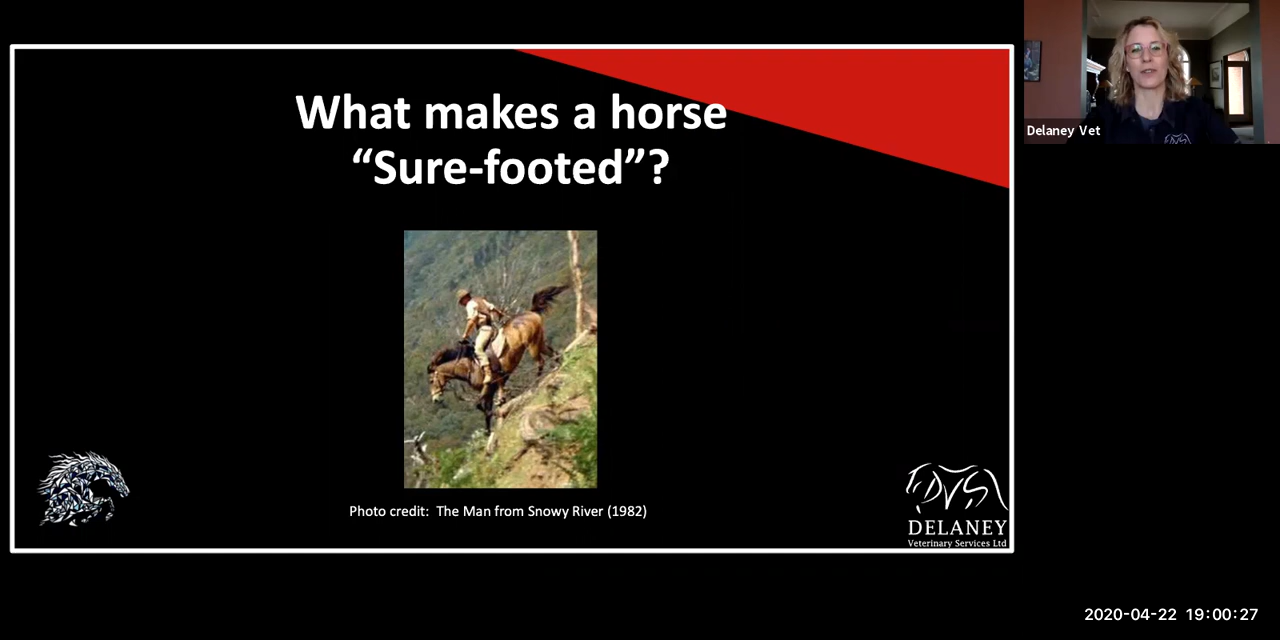 What makes a horse
“Sure-footed”?
Delaney Vet
Photo credit: The Man from Snowy River (1982)
DVS
DELANEY
Veterinary Services Ltd
2020-04-22 19:00:27